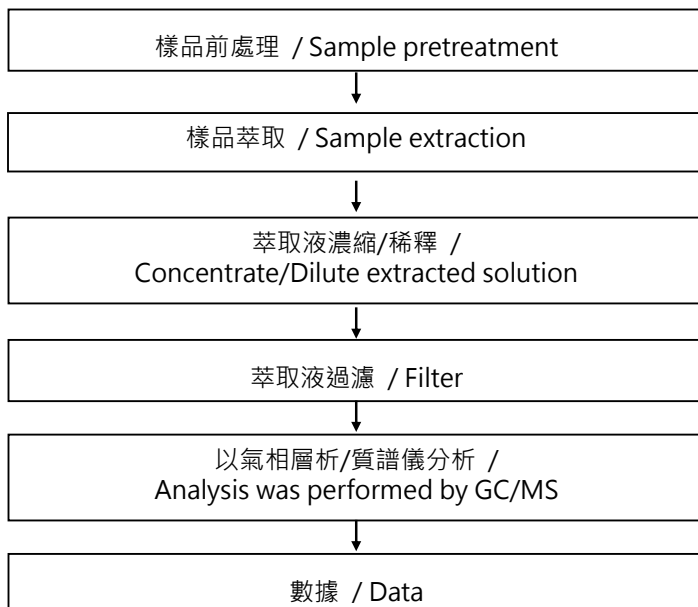 樣品前處理 / Sample pretreatment
樣品萃取 / Sample extraction
萃取液濃縮/稀釋 /
Concentrate/Dilute extracted solution
萃取液過濾 / Filter
以氣相層析/質譜儀分析 /
Analysis was performed by GC/MS
數據 / Data